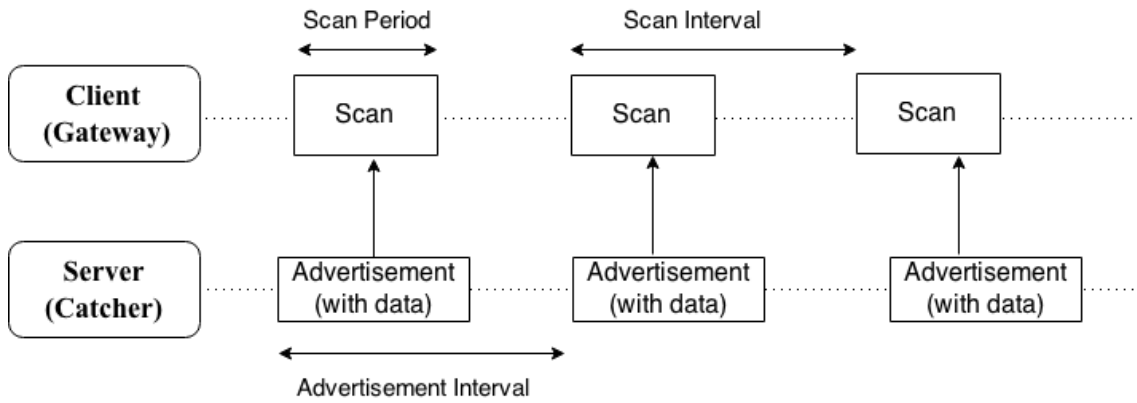 Scan Period
Scan Interval
Client
(Gateway)
Scan
Scan
Scan
Server
(Catcher)
Advertisement
(with data)
Advertisement
(with data)
Advertisement
(with data)
Advertisement Interval